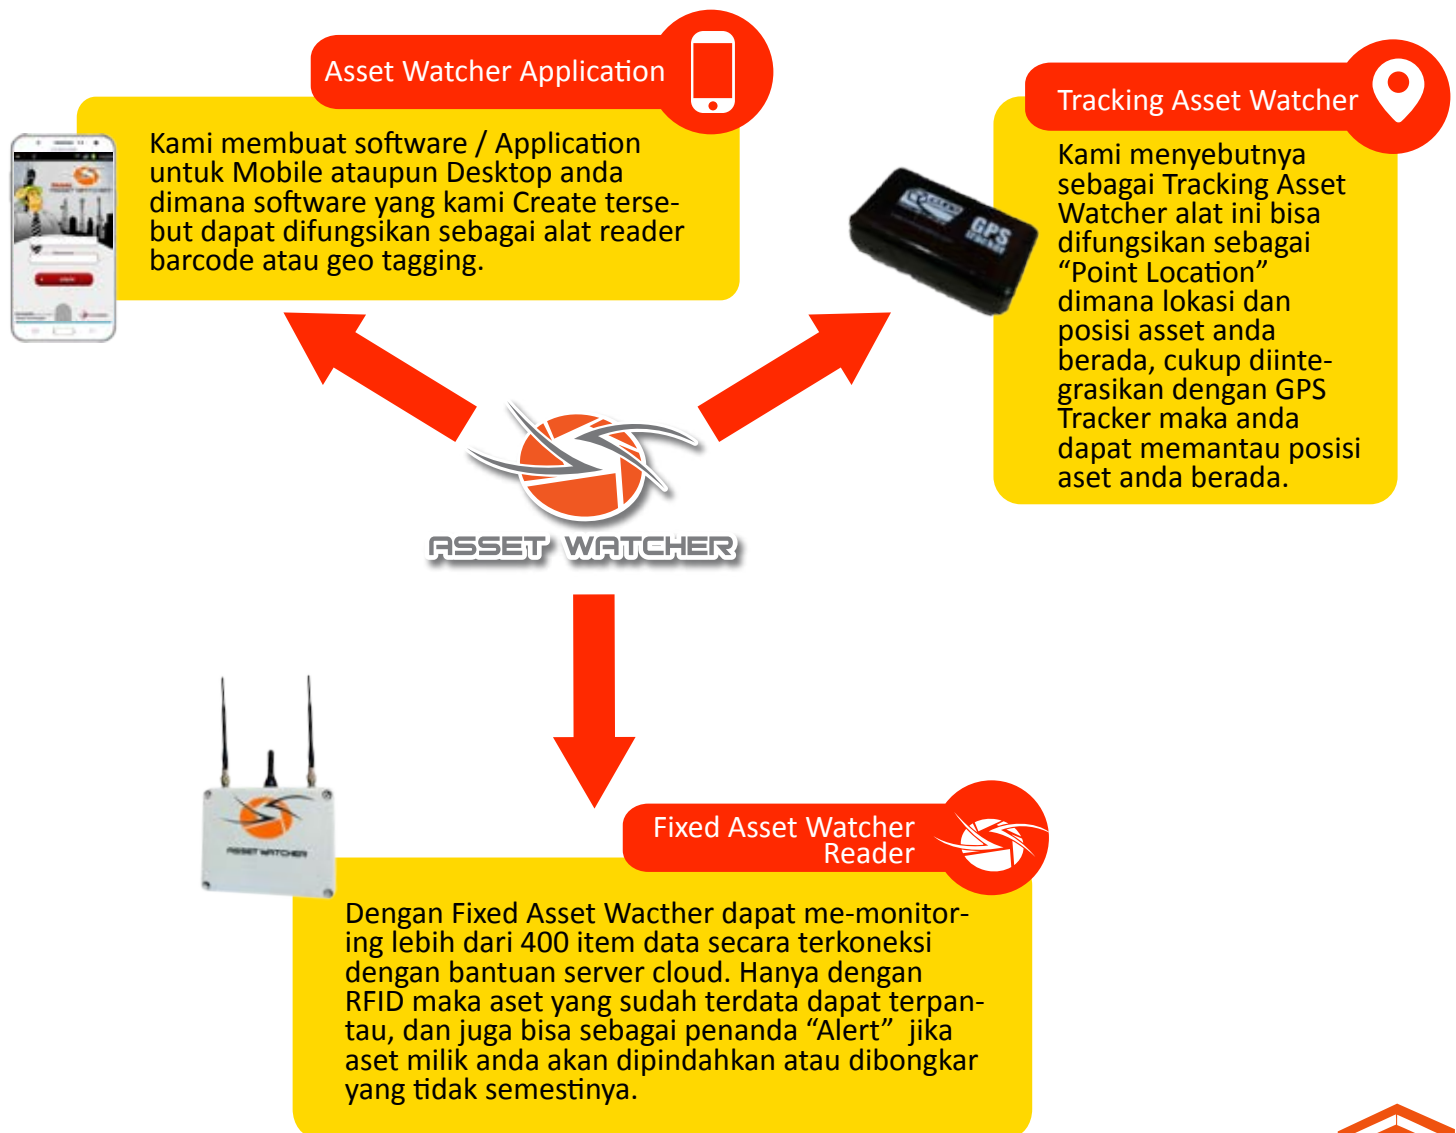 Asset Watcher Application
Kami membuat software / Application
untuk Mobile ataupun Desktop anda
dimana software yang kami Create terse-
but dapat difungsikan sebagai alat reader
barcode atau geo tagging.
Tracking Asset Watcher
Kami menyebutnya
sebagai Tracking Asset
Watcher alat ini bisa
difungsikan sebagai
“Point Location”
dimana lokasi dan
posisi asset anda
berada, cukup diinte-
grasikan dengan GPS
Tracker maka anda
dapat memantau posisi
aset anda berada.
GPS
tracker
ASSET WATCHER
ASSET WATCHER
ASSET WATCHER
Fixed Asset Watcher
Reader
Dengan Fixed Asset Wacther dapat me-monitor-
ing lebih dari 400 item data secara terkoneksi
dengan bantuan server cloud. Hanya dengan
RFID maka aset yang sudah terdata dapat terpan-
tau, dan juga bisa sebagai penanda “Alert”  jika
aset milik anda akan dipindahkan atau dibongkar
yang tidak semestinya.